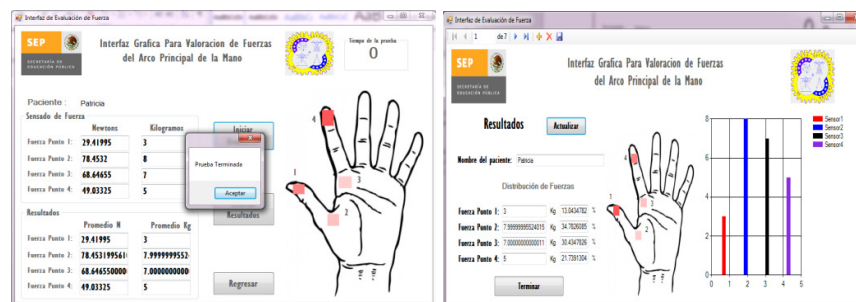 Interfaz de Evaluación de Fuerza
SEP
SECRETARÍA DE
EDUCACIÓN PÚBLICA
Interfaz Grafica Para Valoracion de Fuerzas
del Arco Principal de la Mano
Tiempo de la prueba
0
Paciente : Patricia
Sensado de Fuerza
Newtons Kilogramos
Fuerza Punto 1: 29.41995 3
Fuerza Punto 2: 78.4532 8
Fuerza Punto 3: 68.64655 7
Fuerza Punto 4: 49.03325 5
Iniciar
Prueba Terminada
Aceptar
Resultados
Resultados
Promedio N Promedio Kg
Fuerza Punto 1: 29.41995 3
Fuerza Punto 2: 78.4531995610 7.9999999552
Fuerza Punto 3: 68.646550000 7.0000000000
Fuerza Punto 4: 49.03325 5
Regresar
4
1
3
2
Interfaz de Evaluación de Fuerza
1 de 7
SEP
SECRETARÍA DE
EDUCACIÓN PÚBLICA
Interfaz Grafica Para Valoracion de Fuerzas
del Arco Principal de la Mano
Resultados
Actualizar
Nombre del paciente: Patricia
Distribución de Fuerzas
Fuerza Punto 1: 3 Kg 13.0434782 %
Fuerza Punto 2: 7.99999995524015 Kg 34.7826085 %
Fuerza Punto 3: 7.0000000000011 Kg 30.4347826 %
Fuerza Punto 4: 5 Kg 21.7391304 %
Terminar
4
1
3
2
8
6
4
2
0
0 1 2 3 4 5
Sensor1
Sensor2
Sensor3
Sensor4